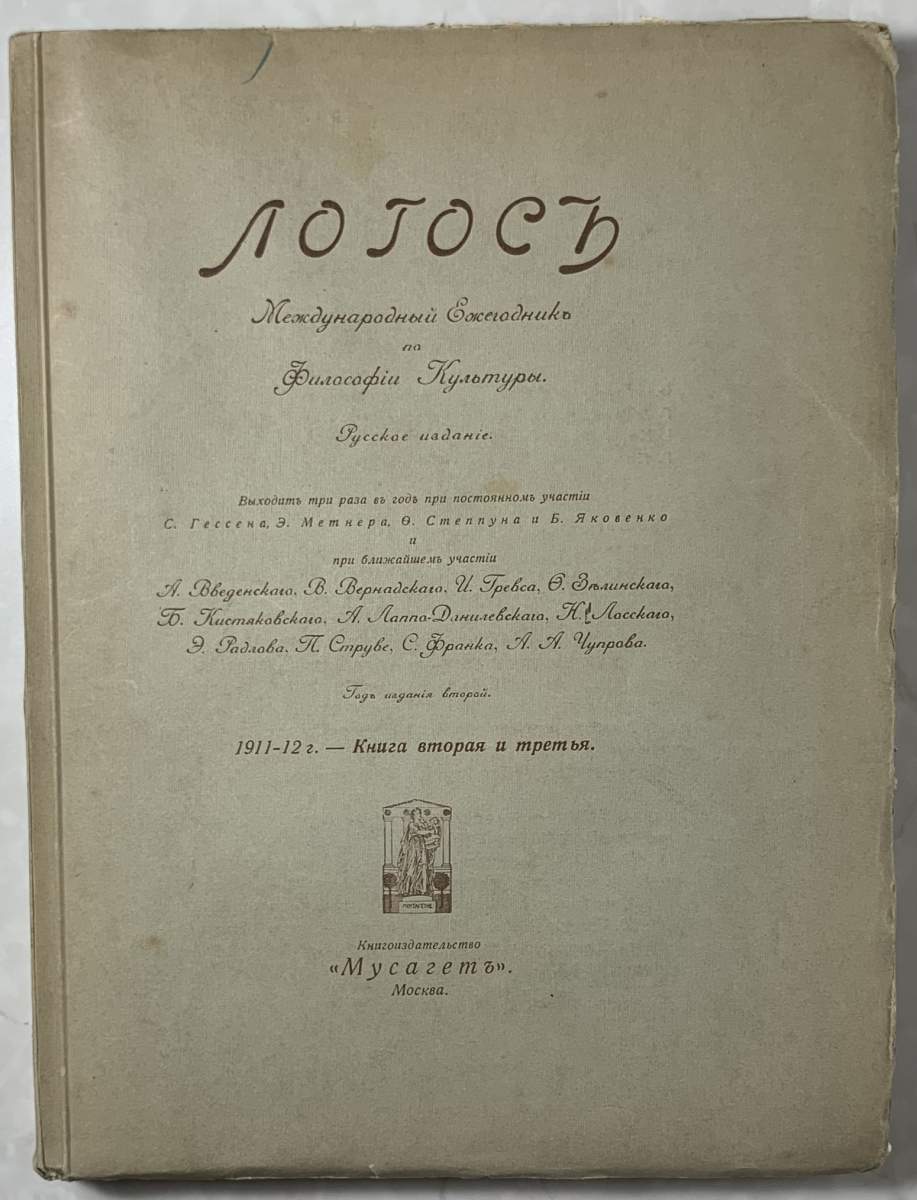 ЛОГОСЪ
Международный Ежегодникъ
по
Философіи Культуры.
Русское изданіе.
Выходитъ три раза въ годъ при постоянномъ участіи
С. Гессена, Э. Метнера, Ѳ. Степпуна и Б. Яковенко
и
при ближайшемъ участіи
А. Введенскаго, В. Вернадскаго, И. Гревса, Ѳ. Зѣлинскаго,
Б. Кистяковскаго, А. Лаппо-Данилевскаго, Н. Лосскаго,
Э. Радлова, П. Струве, С. Франка, А. А. Чупрова.
Годъ изданія второй.
1911-12 г. — Книга вторая и третья.
Книгоиздательство
«Мусагетъ».
Москва.